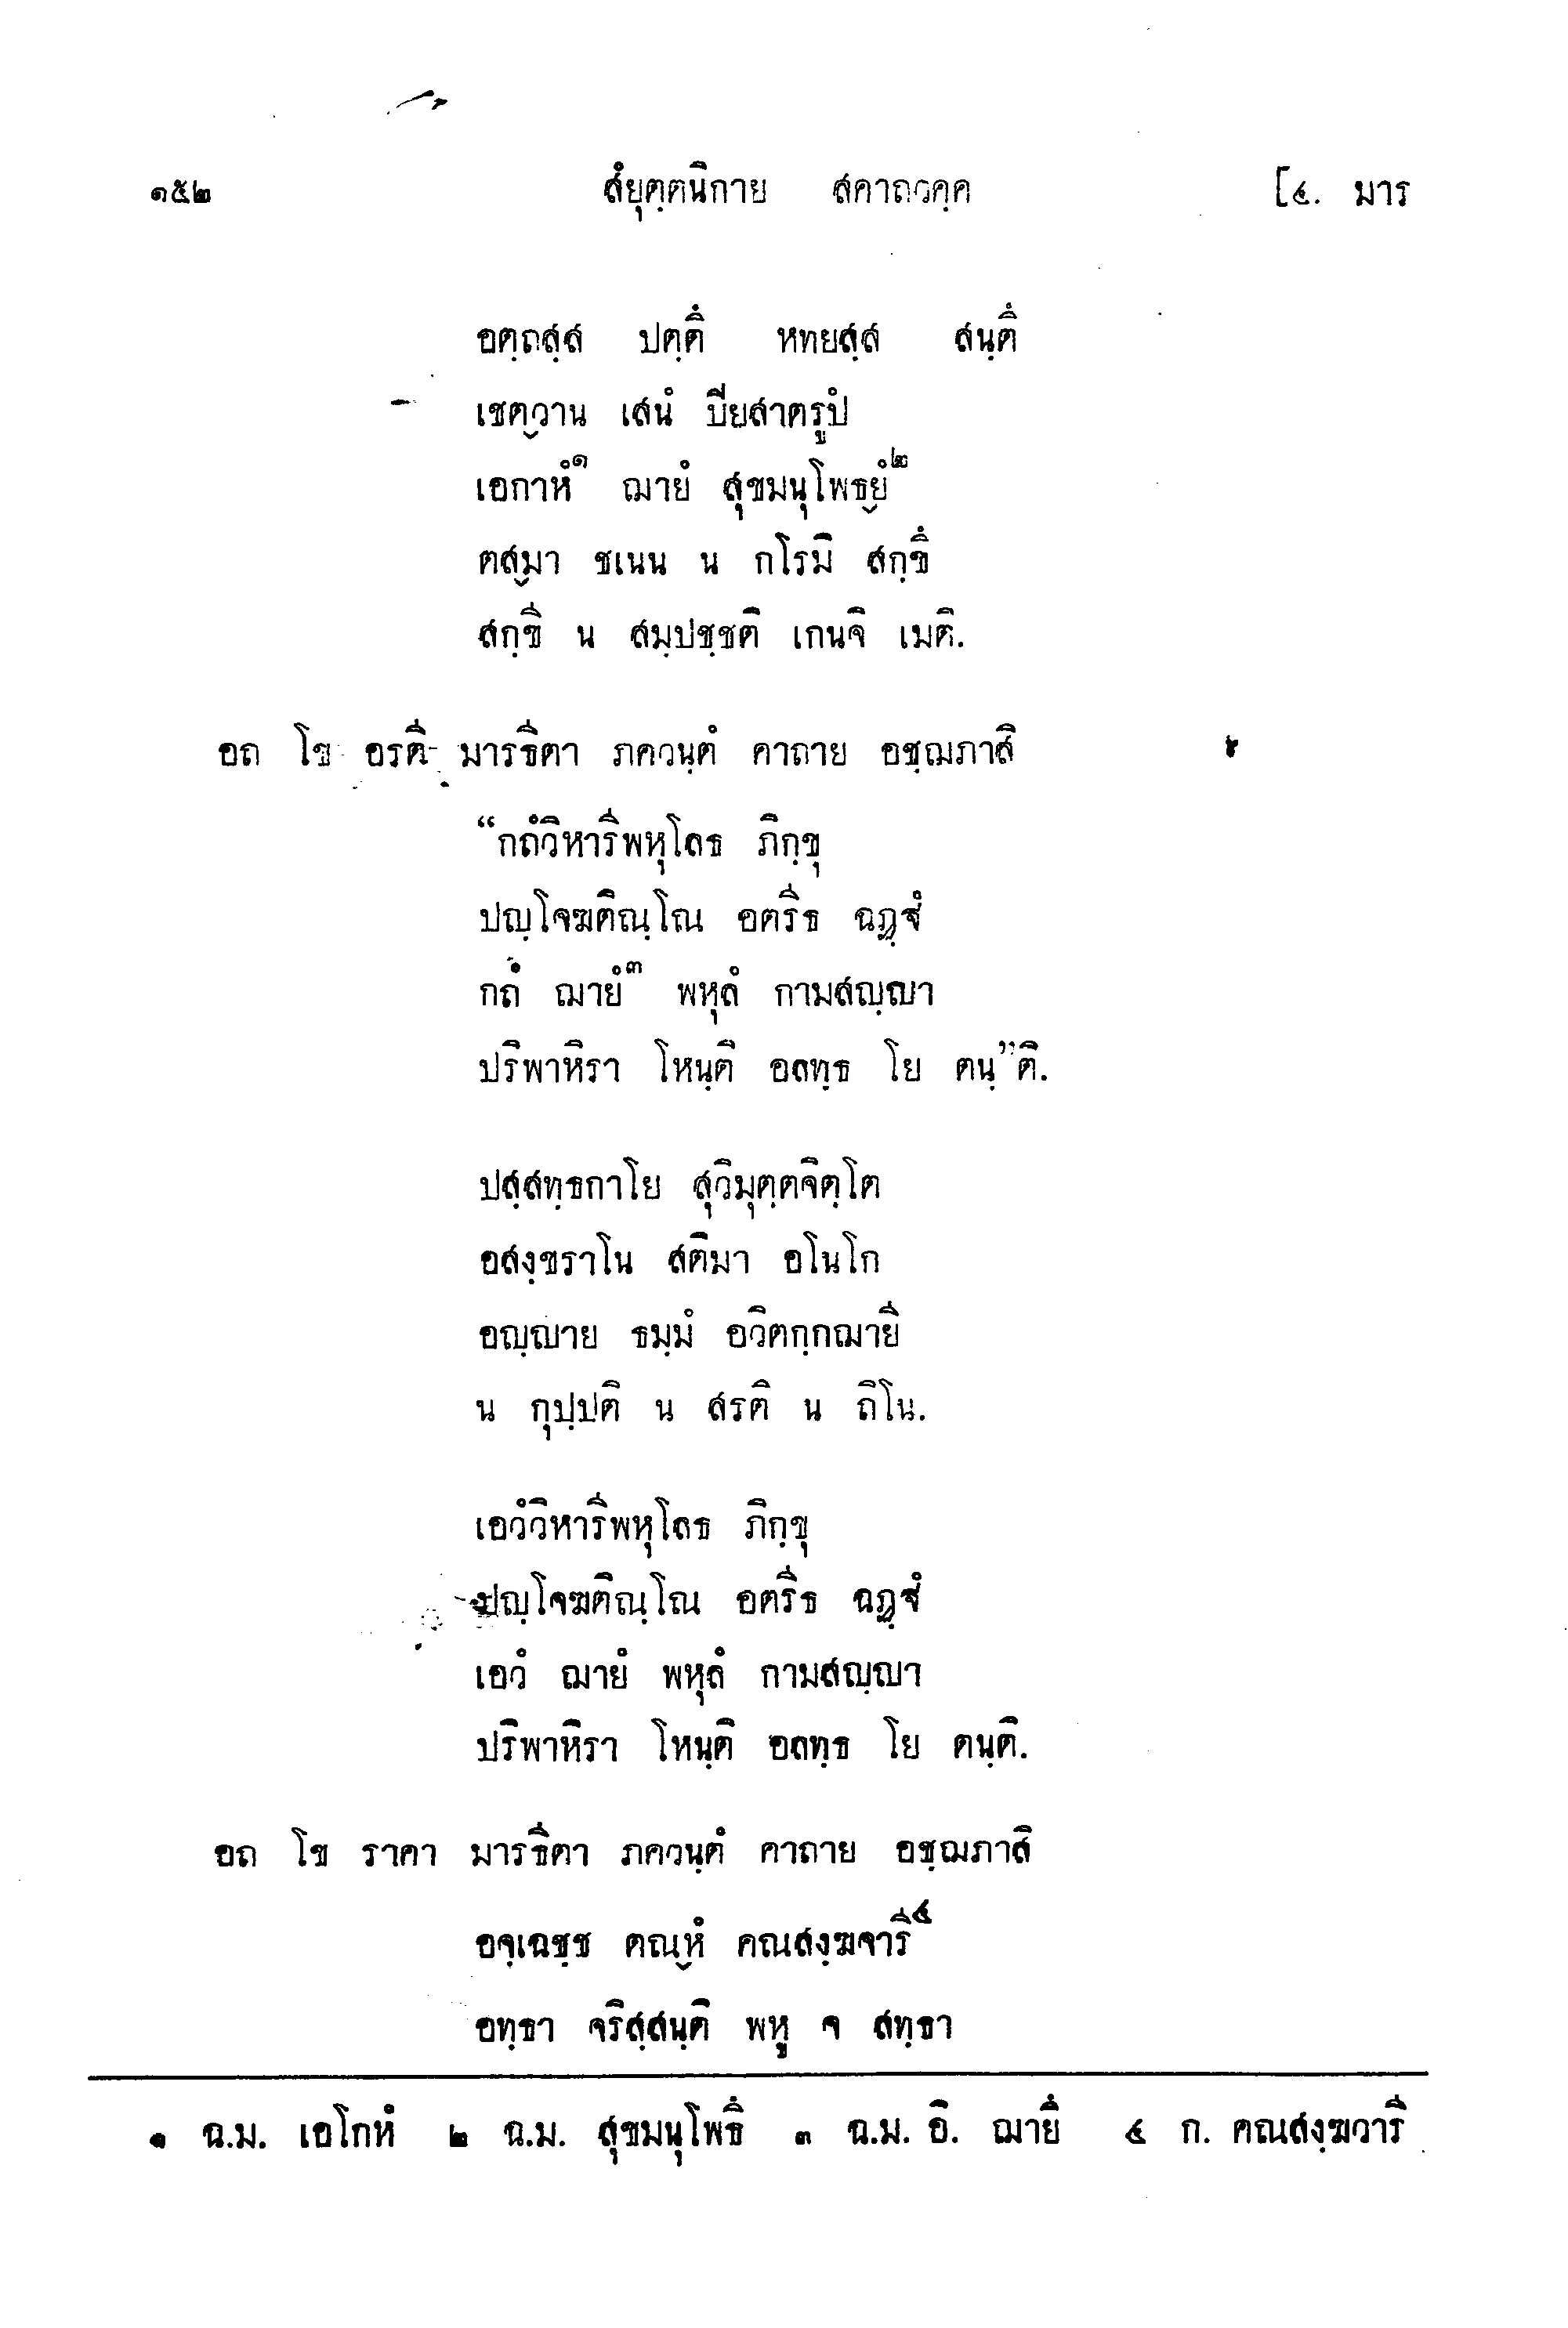 ๑๕๒ สํยุตฺตนิกาย สคาถวคฺค [๔. มาร
อตฺถสฺส ปตฺตึ หทยสฺส สนฺตึ
เชตฺวาน เสนํ ปียสาตรูปํ
เอกาหํ๑ ฌายํ สุขมนุโพธฺยํ๒
ตสฺมา ชเนน น กโรมิ สกฺขึ
สกฺขี น สมฺปชฺชติ เกนจิ เมติ.
อถ โข อรตี มารธีตา ภควนฺตํ คาถาย อชฺฌภาสิ
“กถํวิหารีพหุโลธ ภิกฺขุ
ปญฺโจฆติณฺโณ อตรีธ ฉฏฺฐํ
กถํ ฌายํ๓ พหุลํ กามสญฺญา
ปริพาหิรา โหนฺติ อลทฺธ โย ตนฺ”ติ.
ปสฺสทฺธกาโย สุวิมุตฺตจิตฺโต
อสงฺขราโน สติมา อโนโก
อญฺญาย ธมฺมํ อวิตกฺกฌายี
น กุปฺปติ น สรติ น ถิโน.
เอวํวิหารีพหุโลธ ภิกฺขุ
ปญฺโจฆติณฺโณ อตรีธ ฉฏฺฐํ
เอวํ ฌายํ พหุลํ กามสญฺญา
ปริพาหิรา โหนฺติ อลทฺธ โย ตนฺติ.
อถ โข ราคา มารธีตา ภควนฺตํ คาถาย อชฺฌภาสิ
อจฺเฉชฺช ตณฺหํ คณสงฺฆจารี๔
อทฺธา จริสฺสนฺติ พหู จ สทฺธา
๑ ฉ.ม. เอโกหํ ๒ ฉ.ม. สุขมนุโพธึ ๓ ฉ.ม. อิ. ฌายึ ๔ ก. คณสงฺฆวารี